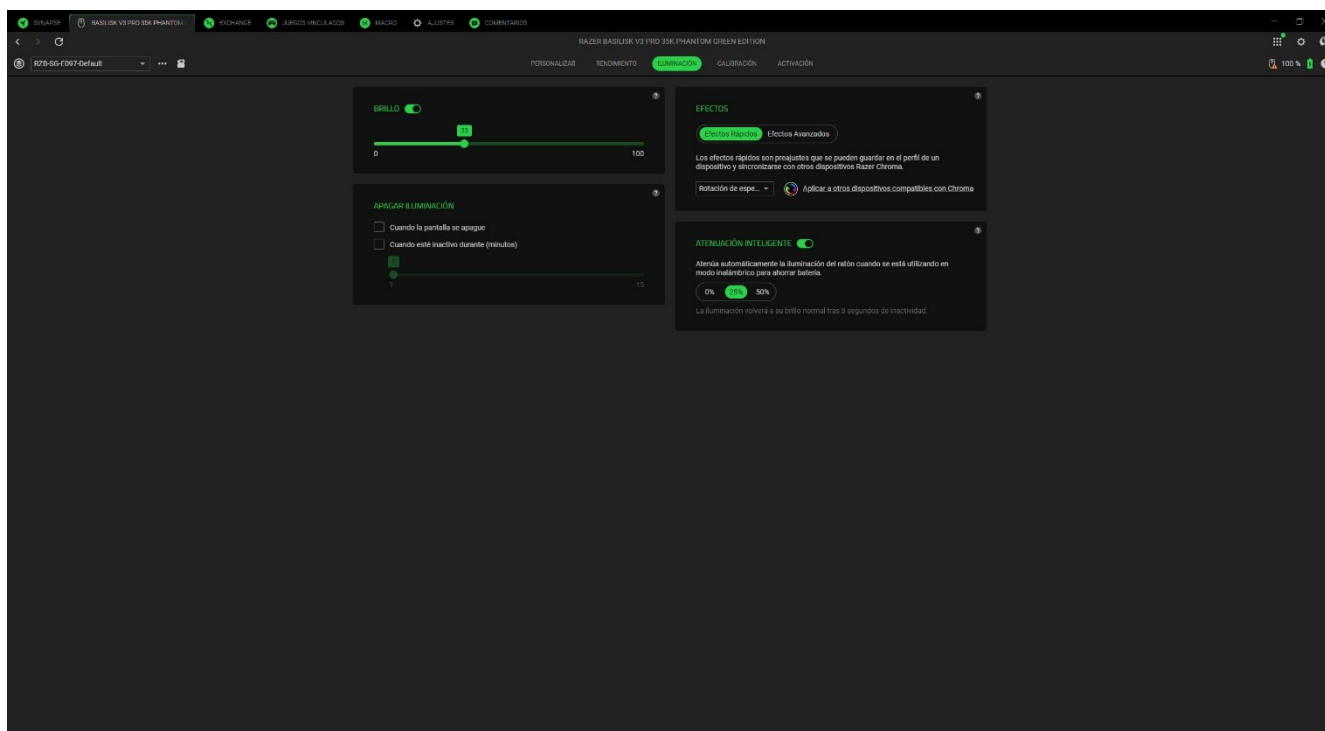 SYNAPSE BASILISK V3 PRO 35K PHANTOM EXCHANGE JUEGOS VINCULADOS MACRO AJUSTES COMENTARIOS
RAZER BASILISK V3 PRO 35K PHANTOM GREEN EDITION
RZB-SG-E097-Default
PERSONALIZAR RENDIMIENTO ILUMINACIÓN CALIBRACIÓN ACTIVACIÓN
100 %
BRILLO
33
0 100
APAGAR ILUMINACIÓN
Cuando la pantalla se apague
Cuando esté inactivo durante (minutos)
1
1 15
EFECTOS
Efectos Rápidos Efectos Avanzados
Los efectos rápidos son preajustes que se pueden guardar en el perfil de un
dispositivo y sincronizarse con otros dispositivos Razer Chroma.
Rotación de espe... Aplicar a otros dispositivos compatibles con Chroma
ATENUACIÓN INTELIGENTE
Atenúa automáticamente la iluminación del ratón cuando se está utilizando en
modo inalámbrico para ahorrar batería.
0% 25% 50%
La iluminación volverá a su brillo normal tras 3 segundos de inactividad.